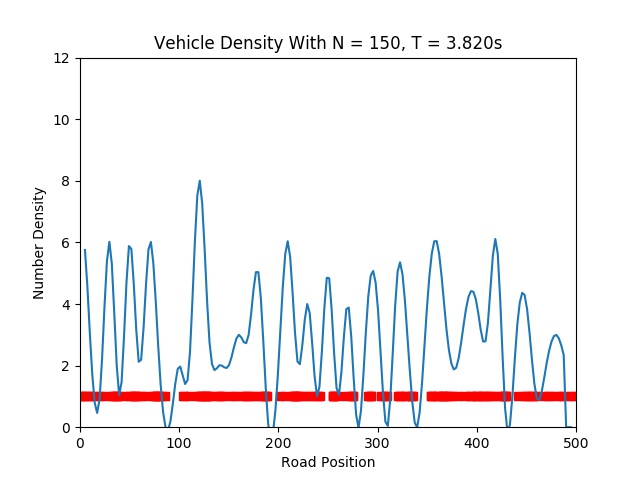 Vehicle Density With N = 150, T = 3.820s
12
10
8
6
4
2
0
Number Density
0 100 200 300 400 500
Road Position